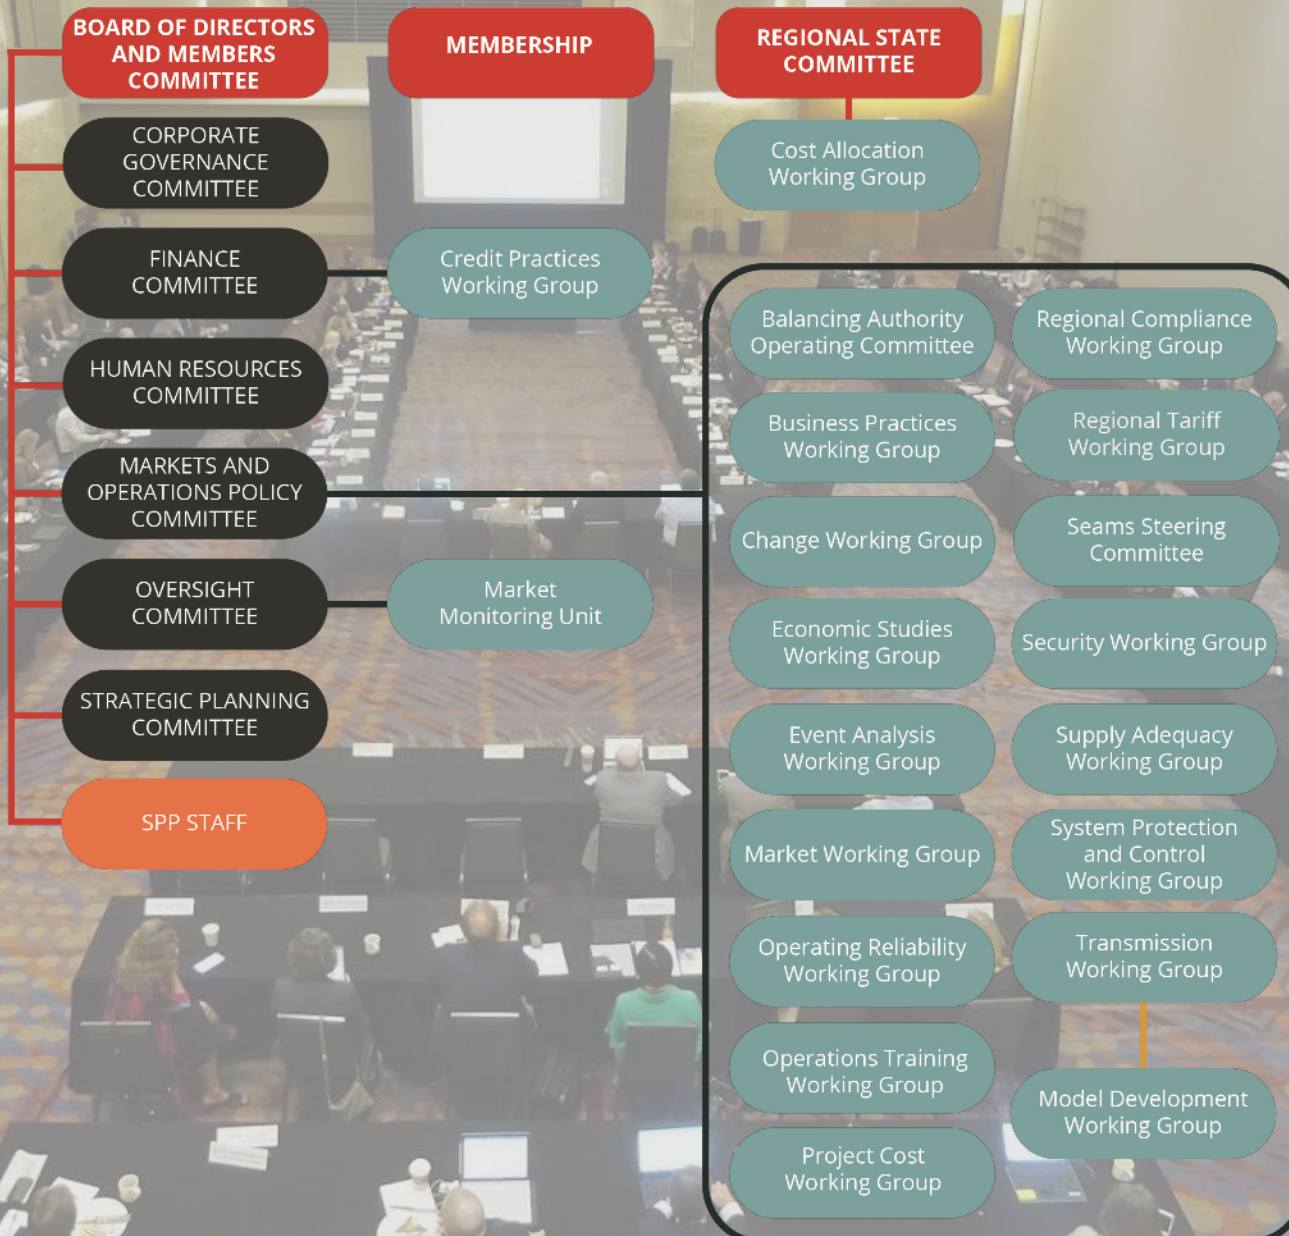 BOARD OF DIRECTORS
AND MEMBERS
COMMITTEE
MEMBERSHIP
REGIONAL STATE
COMMITTEE
CORPORATE
GOVERNANCE
COMMITTEE
Cost Allocation
Working Group
FINANCE
COMMITTEE
Credit Practices
Working Group
HUMAN RESOURCES
COMMITTEE
MARKETS AND
OPERATIONS POLICY
COMMITTEE
OVERSIGHT
COMMITTEE
Market
Monitoring Unit
STRATEGIC PLANNING
COMMITTEE
SPP STAFF
Balancing Authority
Operating Committee
Business Practices
Working Group
Change Working Group
Economic Studies
Working Group
Event Analysis
Working Group
Market Working Group
Operating Reliability
Working Group
Operations Training
Working Group
Project Cost
Working Group
Regional Compliance
Working Group
Regional Tariff
Working Group
Seams Steering
Committee
Security Working Group
Supply Adequacy
Working Group
System Protection
and Control
Working Group
Transmission
Working Group
Model Development
Working Group